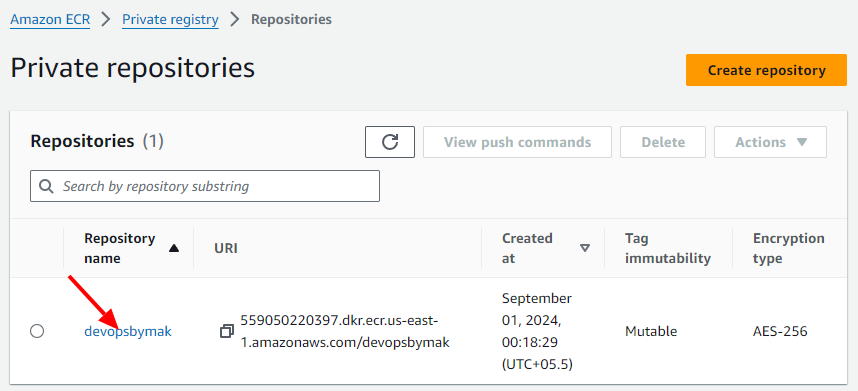 Amazon ECR > Private registry > Repositories
Private repositories
Create repository
Repositories (1)
View push commands
Delete
Actions
Search by repository substring
Repository
name
URI
Created
at
Tag
immutability
Encryption
type
devopsbymak
559050220397.dkr.ecr.us-east-
1.amazonaws.com/devopsbymak
September
01, 2024,
00:18:29
(UTC+05.5)
Mutable
AES-256